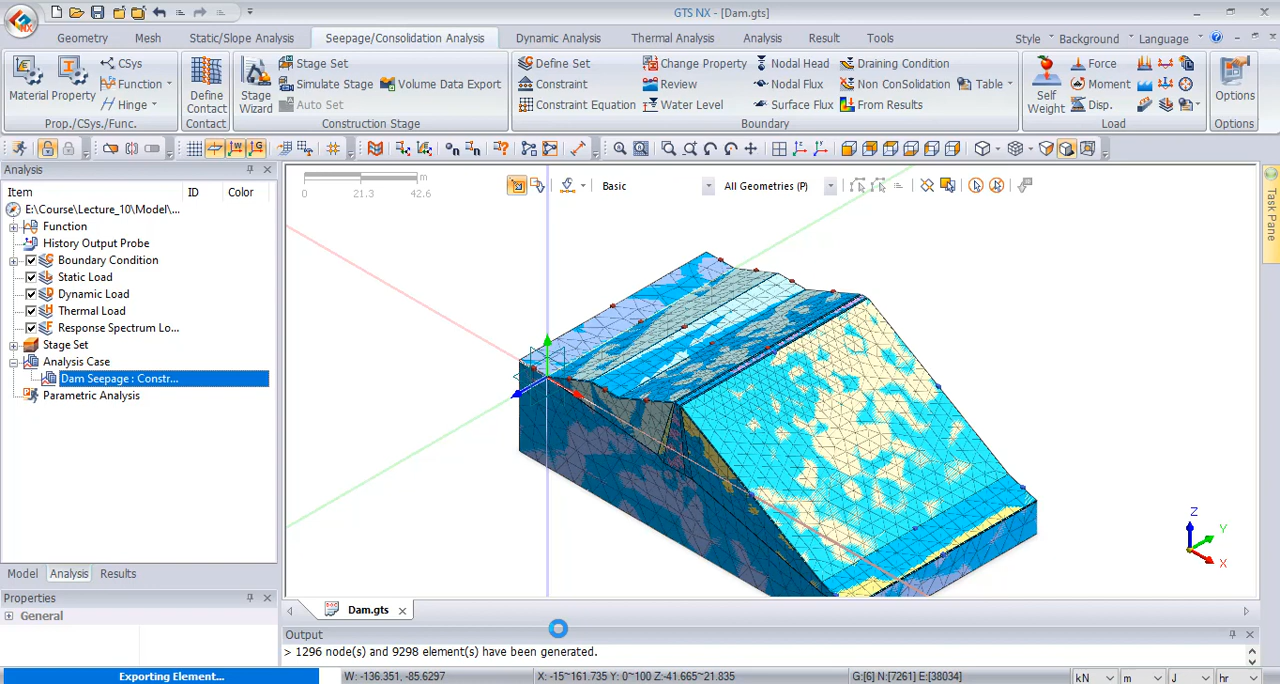 GTS NX - [Dam.gts]
Geometry Mesh Static/Slope Analysis Seepage/Consolidation Analysis Dynamic Analysis Thermal Analysis Analysis Result Tools Style Background Language
CSys Stage Set Define Set Change Property Nodal Head Draining Condition Force
Function Simulate Stage Volume Data Export Constraint Review Nodal Flux Non Consolidation Table Moment
Material Property Define Contact Stage Wizard Self Weight Options
Hinge Auto Set Constraint Equation Water Level Surface Flux From Results Disp.
Prop./CSys./Func. Contact Construction Stage Boundary Load Options
Analysis
Item ID Color
E:\Course\Lecture_10\Model\...
Function
History Output Probe
Boundary Condition
Static Load
Dynamic Load
Thermal Load
Response Spectrum Lo...
Stage Set
Analysis Case
Dam Seepage : Constr...
Parametric Analysis
m
0 21.3 42.6
Basic All Geometries (P)
Task Pane
Z
Y
X
Model Analysis Results
Properties
General
Dam.gts
Output
> 1296 node(s) and 9298 element(s) have been generated.
Exporting Element...
W: -136.351, -85.6297 X: -15~161.735 Y: 0~100 Z:-41.665~21.835 G:[6] N:[7261] E:[38034] kN m J hr